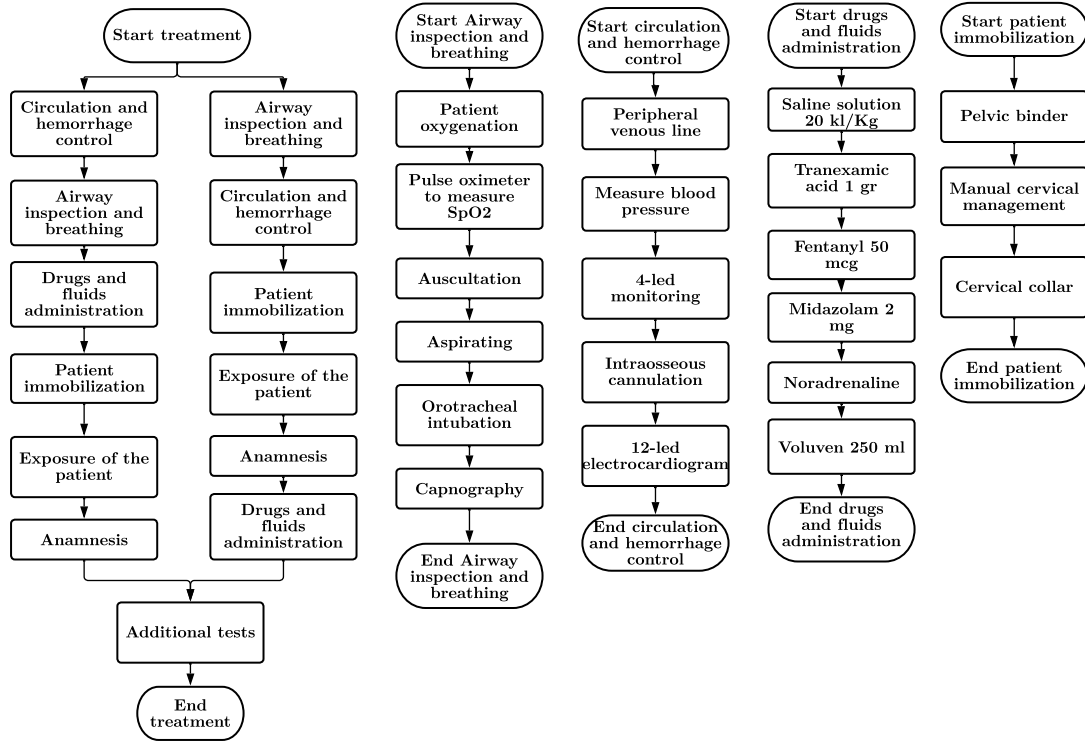 Start treatment
Circulation and
hemorrhage
control
Airway
inspection and
breathing
Drugs and
fluids
administration
Patient
immobilization
Exposure of the
patient
Anamnesis
Airway
inspection and
breathing
Circulation and
hemorrhage
control
Patient
immobilization
Exposure of the
patient
Anamnesis
Drugs and
fluids
administration
Additional tests
End
treatment
Start Airway
inspection and
breathing
Patient
oxygenation
Pulse oximeter
to measure
SpO2
Auscultation
Aspirating
Orotracheal
intubation
Capnography
End Airway
inspection and
breathing
Start circulation
and hemorrhage
control
Peripheral
venous line
Measure blood
pressure
4-led
monitoring
Intraosseous
cannulation
12-led
electrocardiogram
End circulation
and hemorrhage
control
Start drugs
and fluids
administration
Saline solution
20 kl/Kg
Tranexamic
acid 1 gr
Fentanyl 50
mcg
Midazolam 2
mg
Noradrenaline
Voluven 250 ml
End drugs
and fluids
administration
Start patient
immobilization
Pelvic binder
Manual cervical
management
Cervical collar
End patient
immobilization